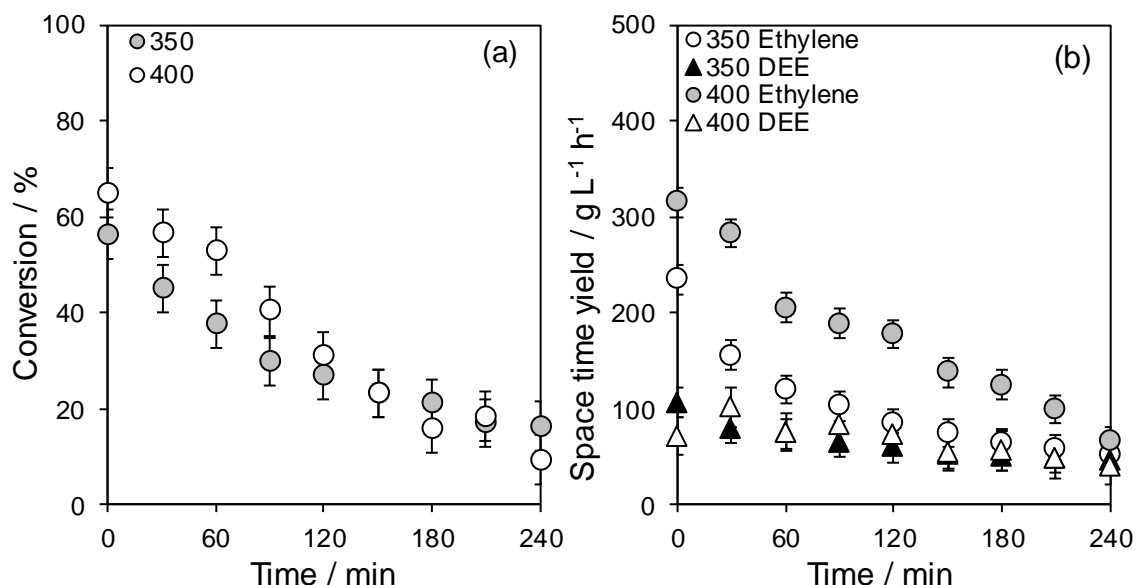 100
80
60
40
20
0
Conversion / %
350
400
(a)
0
60
120
180
240
Time / min
500
400
300
200
100
0
Space time yield / g L⁻¹ h⁻¹
350 Ethylene
350 DEE
400 Ethylene
400 DEE
(b)
0
60
120
180
240
Time / min